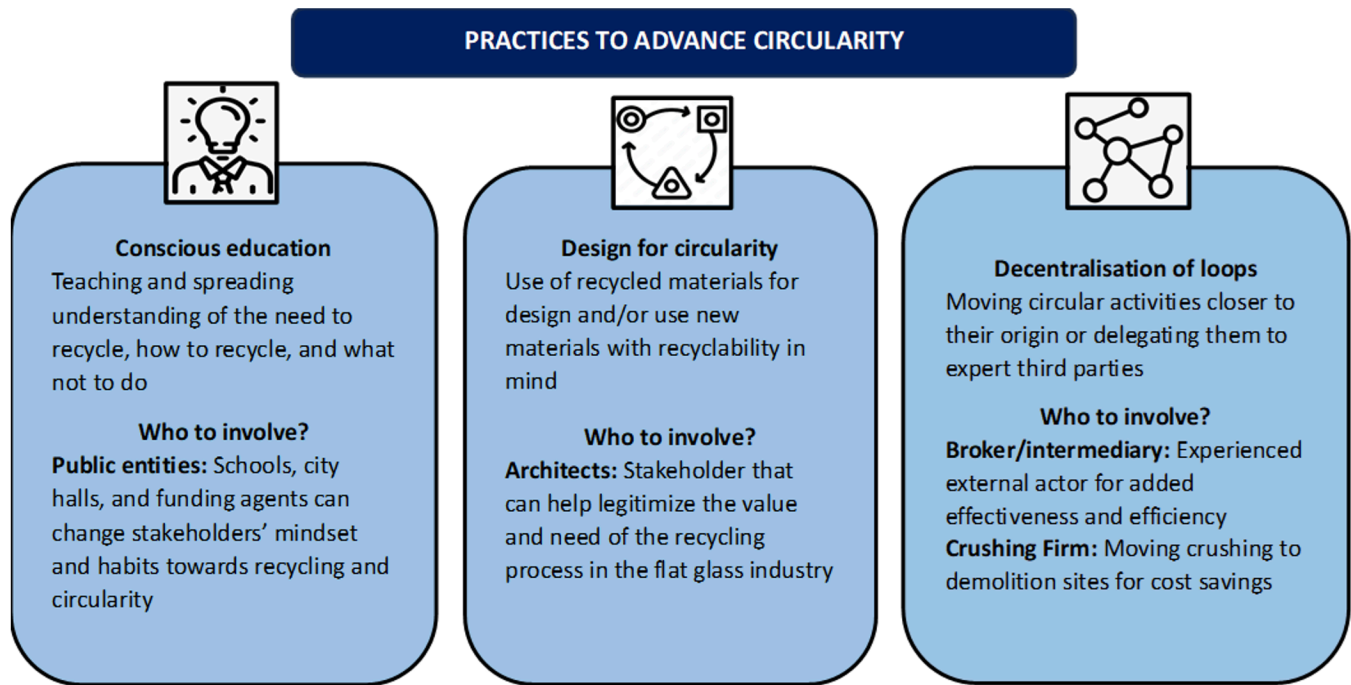 PRACTICES TO ADVANCE CIRCULARITY
Conscious education
Teaching and spreading
understanding of the need to
recycle, how to recycle, and what
not to do
Who to involve?
Public entities: Schools, city
halls, and funding agents can
change stakeholders’ mindset
and habits towards recycling and
circularity
Design for circularity
Use of recycled materials for
design and/or use new
materials with recyclability in
mind
Who to involve?
Architects: Stakeholder that
can help legitimize the value
and need of the recycling
process in the flat glass industry
Decentralisation of loops
Moving circular activities closer to
their origin or delegating them to
expert third parties
Who to involve?
Broker/intermediary: Experienced
external actor for added
effectiveness and efficiency
Crushing Firm: Moving crushing to
demolition sites for cost savings